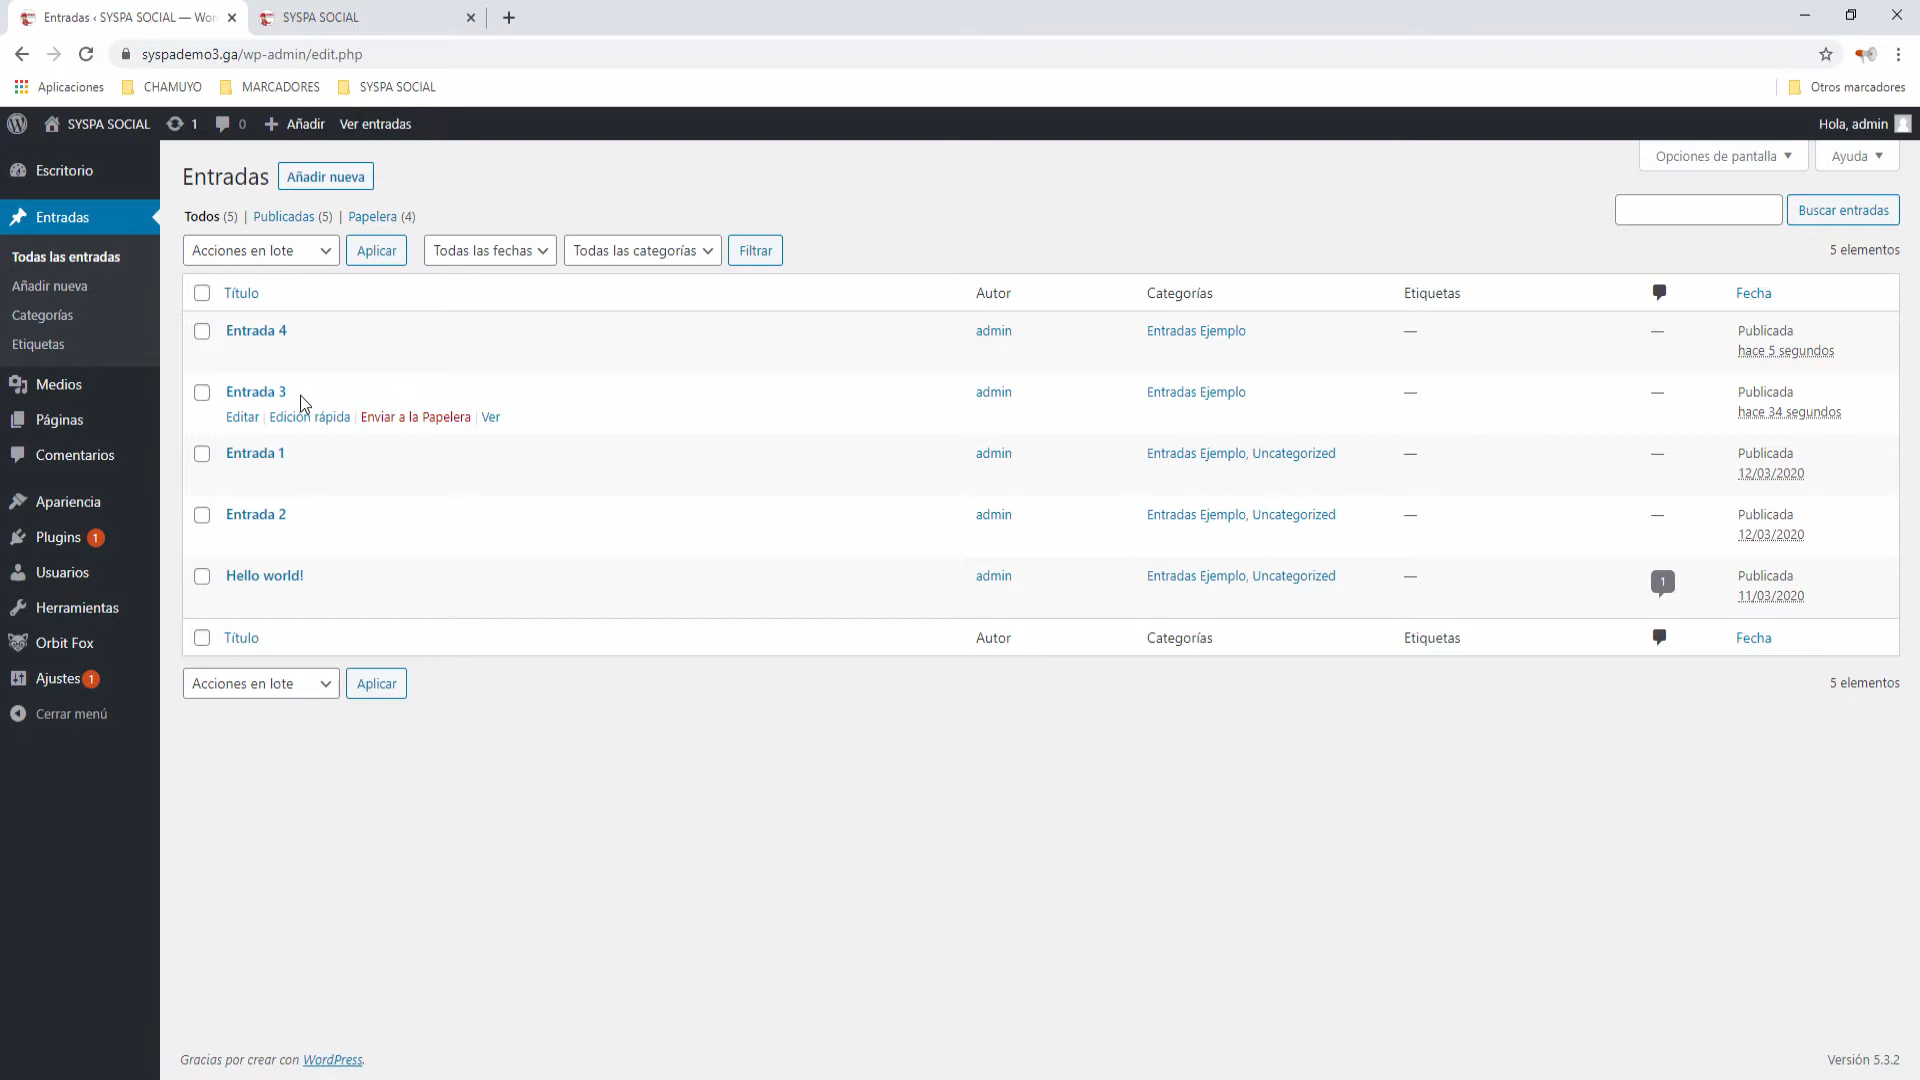 Entradas ‹ SYSPA SOCIAL — Wor
SYSPA SOCIAL
syspademo3.ga/wp-admin/edit.php
Aplicaciones CHAMUYO MARCADORES SYSPA SOCIAL Otros marcadores
SYSPA SOCIAL 1 0 Añadir Ver entradas Hola, admin
Opciones de pantalla Ayuda
Escritorio
Entradas
Todas las entradas
Añadir nueva
Categorías
Etiquetas
Medios
Páginas
Comentarios
Apariencia
Plugins 1
Usuarios
Herramientas
Orbit Fox
Ajustes 1
Cerrar menú
Entradas Añadir nueva
Todos (5) | Publicadas (5) | Papelera (4)
Buscar entradas
Acciones en lote Aplicar Todas las fechas Todas las categorías Filtrar 5 elementos
Título Autor Categorías Etiquetas Fecha
Entrada 4 admin Entradas Ejemplo — — Publicada
hace 5 segundos
Entrada 3 admin Entradas Ejemplo — — Publicada
hace 34 segundos
Editar | Edición rápida | Enviar a la Papelera | Ver
Entrada 1 admin Entradas Ejemplo, Uncategorized — — Publicada
12/03/2020
Entrada 2 admin Entradas Ejemplo, Uncategorized — — Publicada
12/03/2020
Hello world! admin Entradas Ejemplo, Uncategorized — 1 Publicada
11/03/2020
Título Autor Categorías Etiquetas Fecha
Acciones en lote Aplicar 5 elementos
Gracias por crear con WordPress. Versión 5.3.2